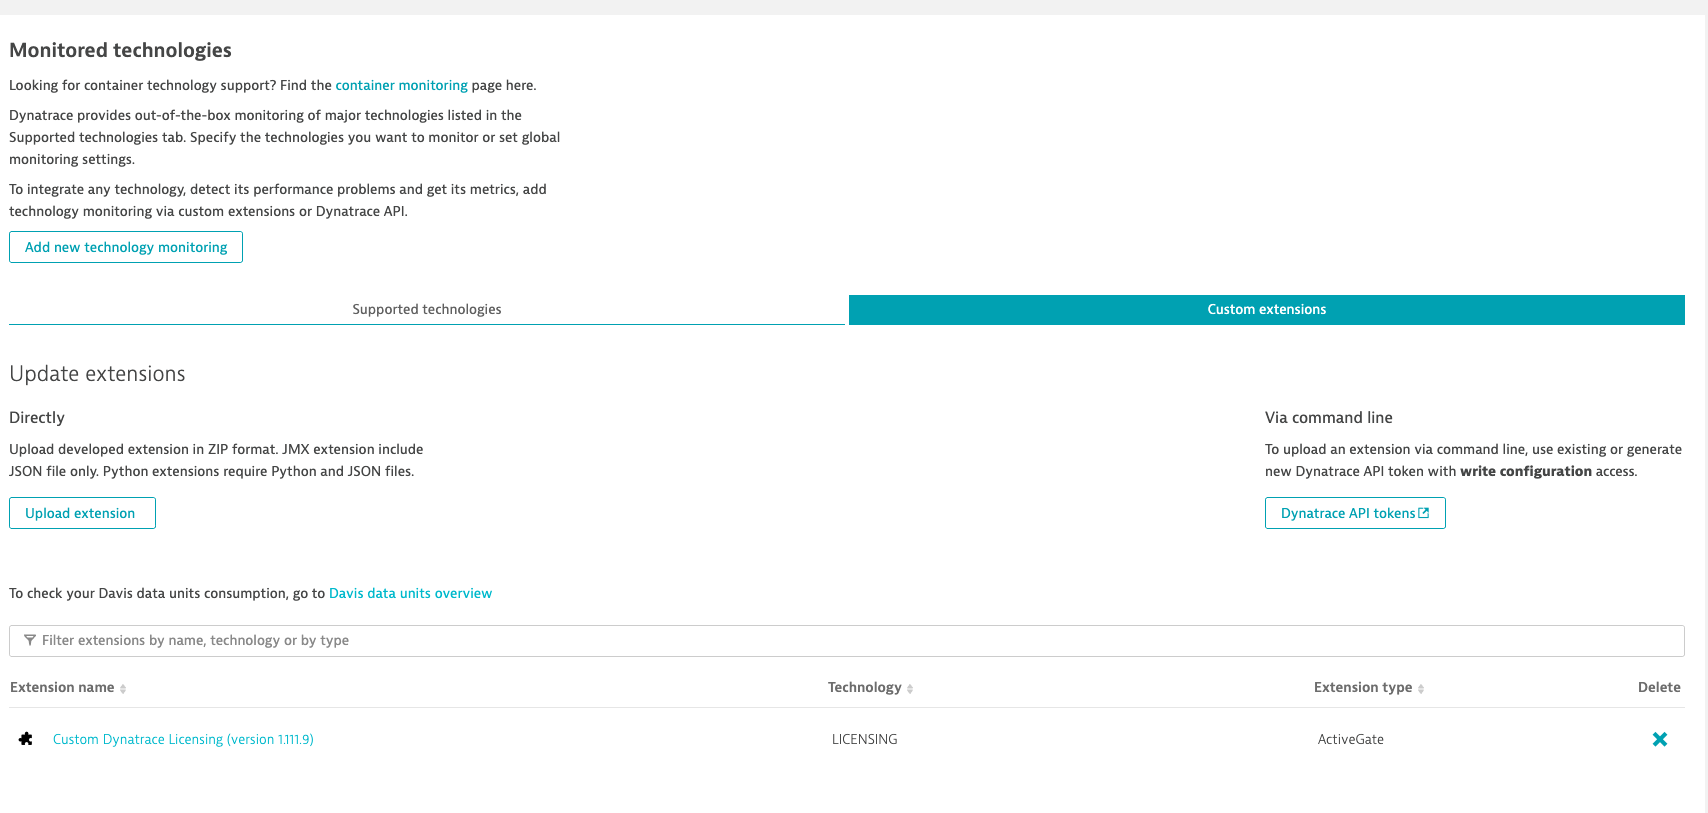 Monitored technologies
Looking for container technology support? Find the container monitoring page here.
Dynatrace provides out-of-the-box monitoring of major technologies listed in the
Supported technologies tab. Specify the technologies you want to monitor or set global
monitoring settings.
To integrate any technology, detect its performance problems and get its metrics, add
technology monitoring via custom extensions or Dynatrace API.
Add new technology monitoring
Supported technologies
Custom extensions
Update extensions
Directly
Upload developed extension in ZIP format. JMX extension include
JSON file only. Python extensions require Python and JSON files.
Upload extension
Via command line
To upload an extension via command line, use existing or generate
new Dynatrace API token with write configuration access.
Dynatrace API tokens
To check your Davis data units consumption, go to Davis data units overview
Filter extensions by name, technology or by type
Extension name Technology Extension type Delete
Custom Dynatrace Licensing (version 1.111.9) LICENSING ActiveGate